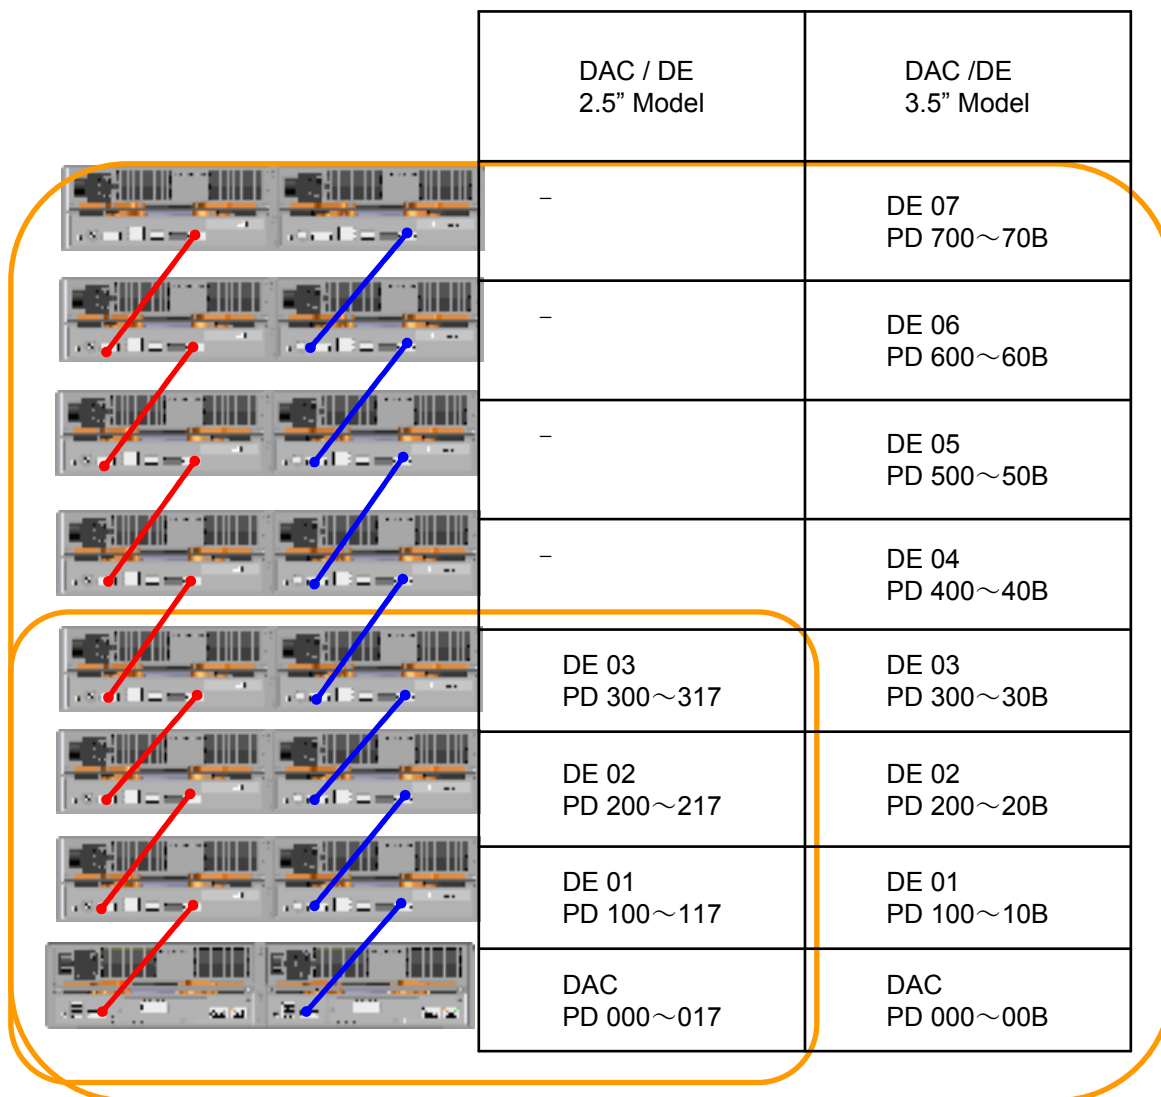 DAC / DE
2.5” Model
DAC /DE
3.5” Model
–
DE 07
PD 700～70B
–
DE 06
PD 600～60B
–
DE 05
PD 500～50B
–
DE 04
PD 400～40B
DE 03
PD 300～317
DE 03
PD 300～30B
DE 02
PD 200～217
DE 02
PD 200～20B
DE 01
PD 100～117
DE 01
PD 100～10B
DAC
PD 000～017
DAC
PD 000～00B